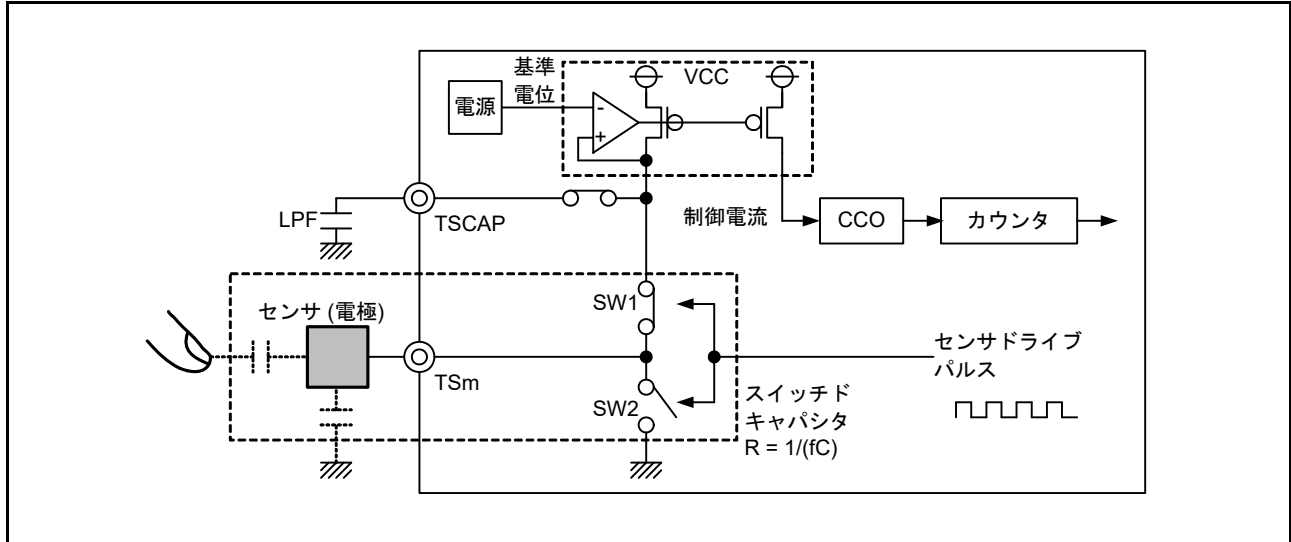 基準
電位
VCC
電源
-
+
LPF
TSCAP
制御電流
CCO
カウンタ
センサ (電極)
SW1
センサドライブ
パルス
TSm
SW2
スイッチド
キャパシタ
R = 1/(fC)